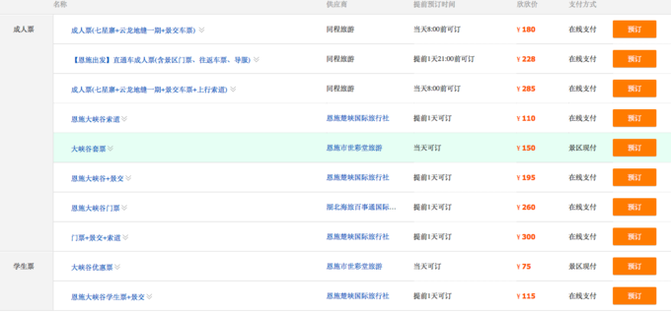 名称 供应商 提前预订时间 欣欣价 支付方式
成人票 成人票(七星寨+云龙地缝一期+景交车票) 同程旅游 当天8:00前可订 ¥180 在线支付 预订
【恩施出发】直通车成人票(含景区门票、往返车票、导服) 同程旅游 提前1天21:00前可订 ¥228 在线支付 预订
成人票(七星寨+云龙地缝一期+景交车票+上行索道) 同程旅游 当天8:00前可订 ¥285 在线支付 预订
恩施大峡谷索道 恩施楚峡国际旅行社 提前1天可订 ¥110 在线支付 预订
大峡谷套票 恩施市世彩堂旅游 当天可订 ¥150 景区现付 预订
恩施大峡谷+景交 恩施楚峡国际旅行社 提前1天可订 ¥195 在线支付 预订
恩施大峡谷门票 湖北海涯百事通国际... 提前1天可订 ¥260 在线支付 预订
门票+景交+索道 恩施楚峡国际旅行社 提前1天可订 ¥300 在线支付 预订
学生票 大峡谷优惠票 恩施市世彩堂旅游 当天可订 ¥75 景区现付 预订
恩施大峡谷学生票+景交 恩施楚峡国际旅行社 提前1天可订 ¥115 在线支付 预订